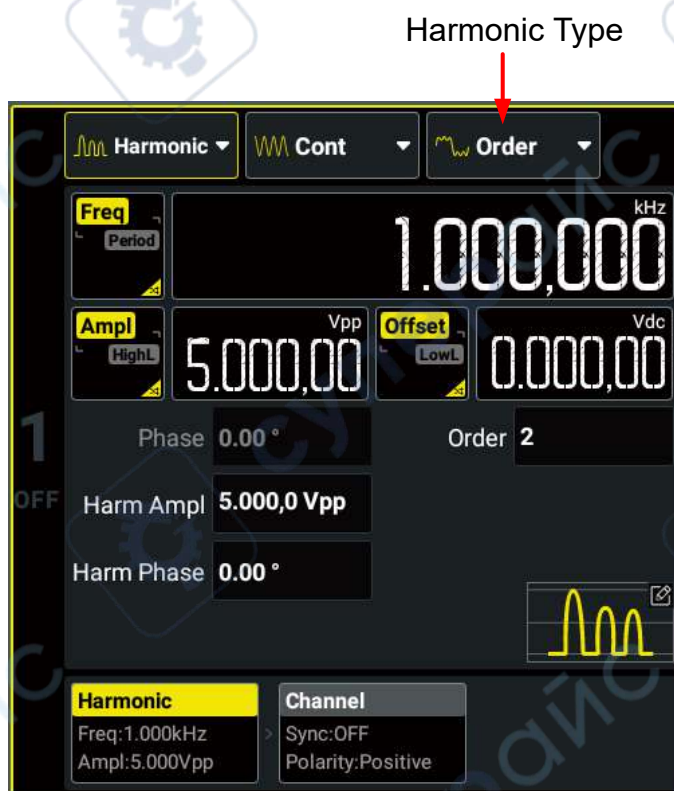 Harmonic Type
Harmonic Cont Order
Freq Period 1.000,000 kHz
Ampl HighL 5.000,00 Vpp Offset LowL 0.000,00 Vdc
1
OFF
Phase 0.00 ° Order 2
Harm Ampl 5.000,0 Vpp
Harm Phase 0.00 °
Harmonic Channel
Freq:1.000kHz > Sync:OFF
Ampl:5.000Vpp Polarity:Positive
суперайс